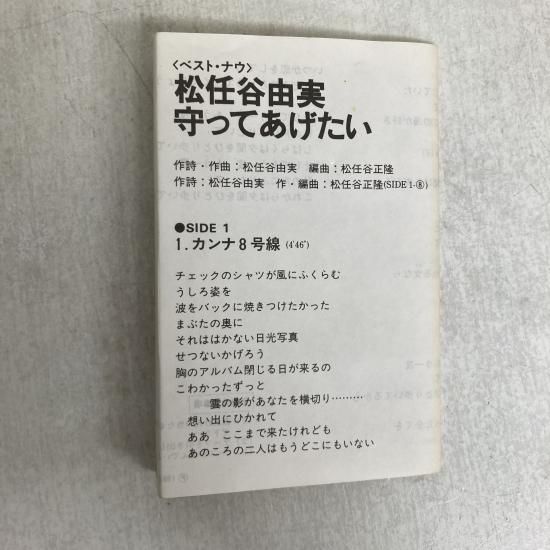 〈ベスト・ナウ〉
松任谷由実
守ってあげたい
作詩・作曲:松任谷由実 編曲:松任谷正隆
作詩:松任谷由実 作・編曲:松任谷正隆(SIDE 1-⑧)
●SIDE 1
1.カンナ8号線 (4'46")
チェックのシャツが風にふくらむ
うしろ姿を
波をバックに焼きつけたかった
まぶたの奥に
それははかない日光写真
せつないかげろう
胸のアルバム閉じる日が来るの
こわかったずっと
雲の影があなたを横切り………
想い出にひかれて
ああ ここまで来たけれども
あのころの二人はもうどこにもいない